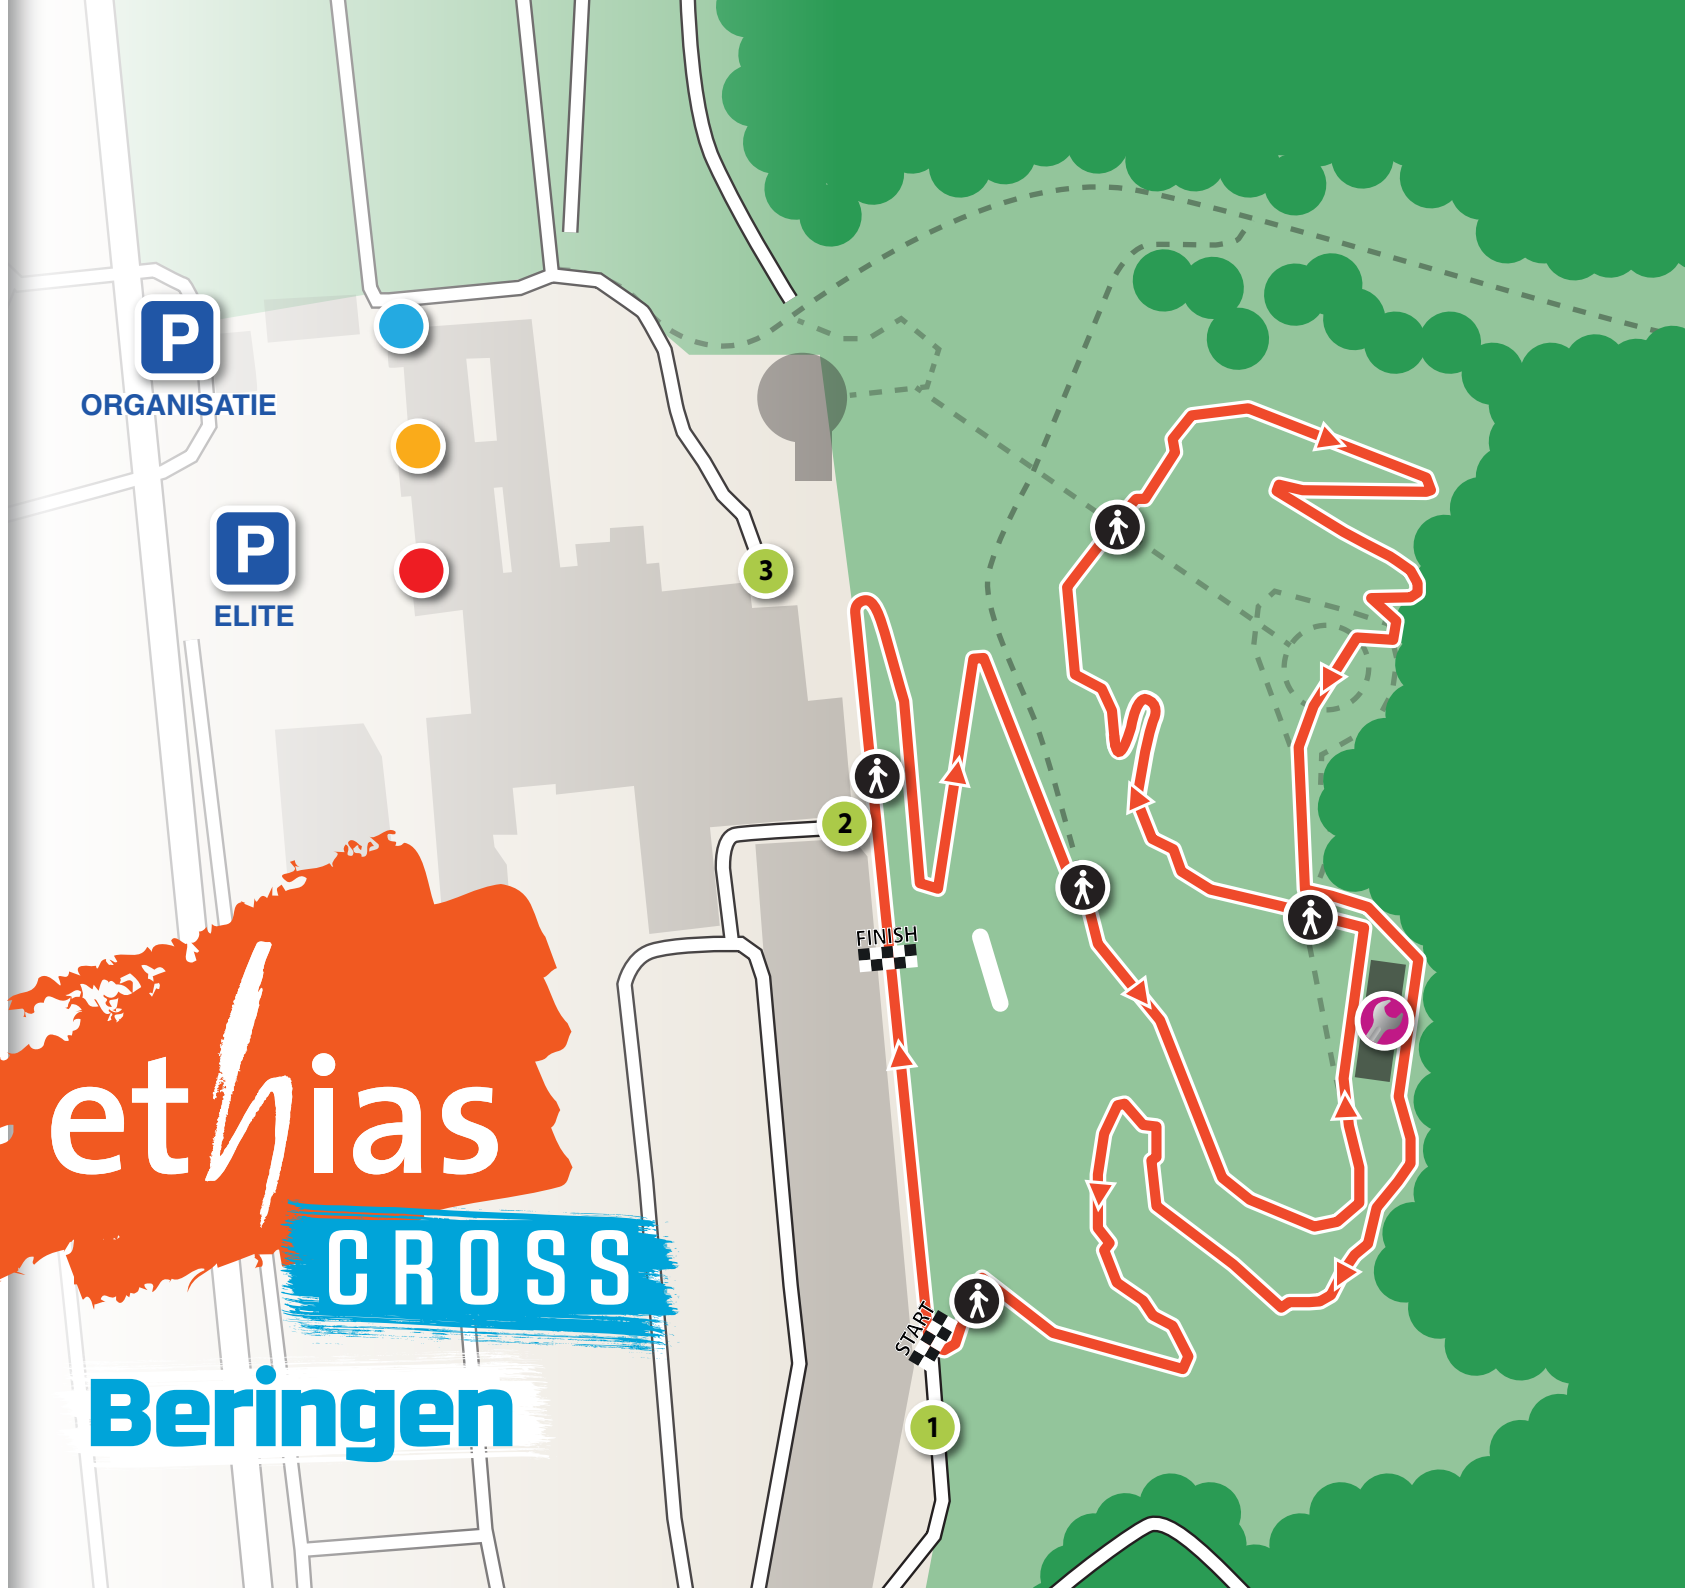 P
ORGANISATIE
P
ELITE
3
2
FINISH
ethias
CROSS
START
Beringen
1